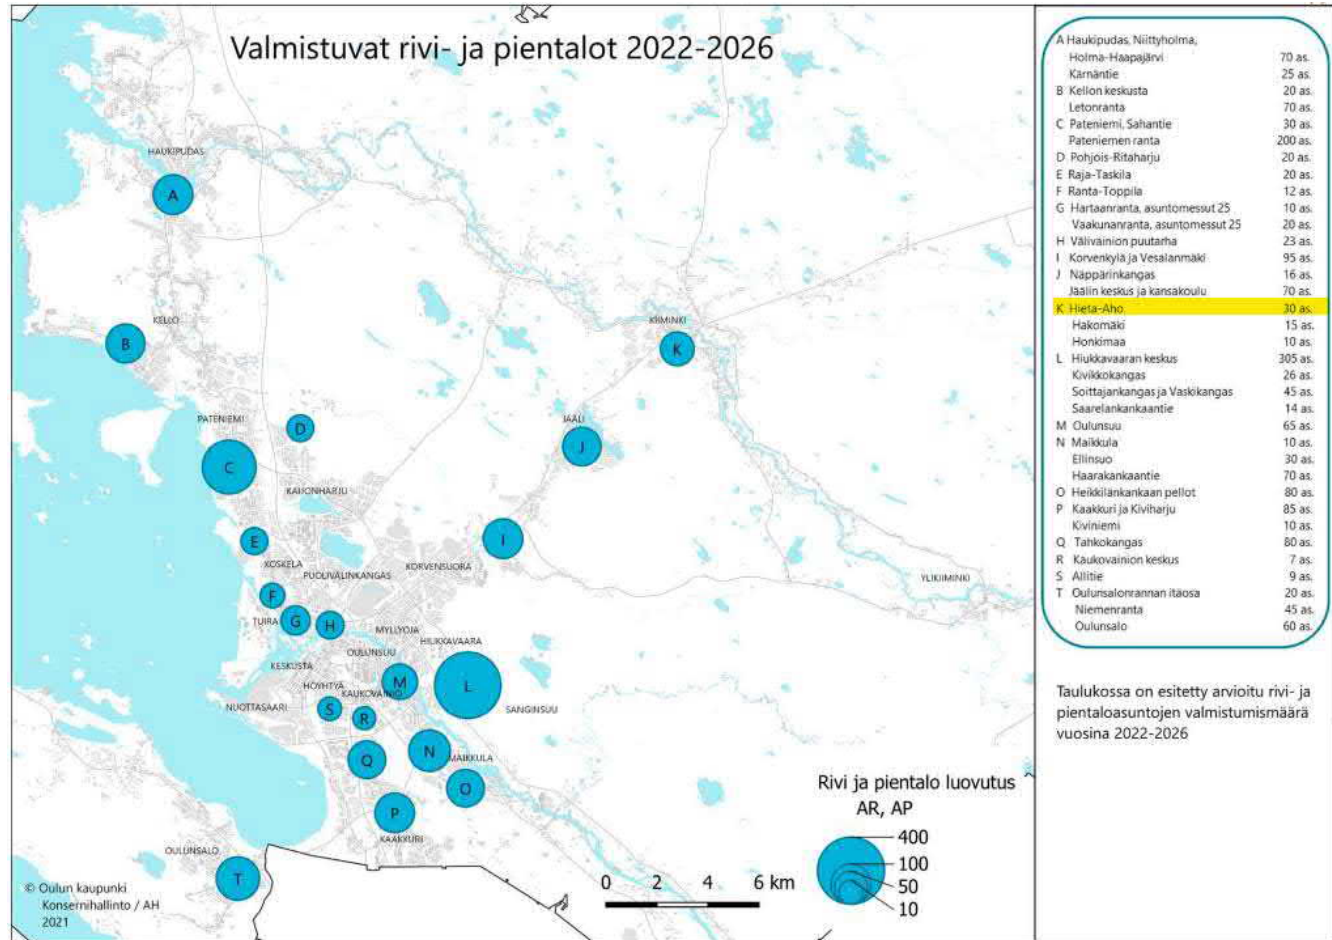 Valmistuvat rivi- ja pientalot 2022-2026
HAUKIPUDAS
A
KELLO
B
KIIMINKI
K
PATENIEMI
D
C
JÄÄLI
J
KAIJONHARJU
E
I
KOSKELA
PUOLIVÄLINKANGAS
KORVENSUORA
YLIKIIMINKI
F
TUIRA
G
H
MYLLYOJA
HIUKKAVAARA
OULUNSUU
KESKUSTA
M
L
HÖYHTYÄ
KAUKOVAINIO
NUOTTASAARI
S
R
SANGINSUU
N
Q
MAIKKULA
O
P
KAAKKURI
OULUNSALO
T
© Oulun kaupunki
Konsernihallinto / AH
2021
0 2 4 6 km
Rivi ja pientalo luovutus
AR, AP
400
100
50
10
A Haukipudas, Niittyholma,
Holma-Haapajärvi 70 as.
Kärnäntie 25 as.
B Kellon keskusta 20 as.
Letonranta 70 as.
C Pateniemi, Sahantie 30 as.
Pateniemen ranta 200 as.
D Pohjois-Ritaharju 20 as.
E Raja-Taskila 20 as.
F Ranta-Toppila 12 as.
G Hartaanranta, asuntomessut 25 10 as.
Vaakunanranta, asuntomessut 25 20 as.
H Välivainion puutarha 23 as.
I Korvenkylä ja Vesalanmäki 95 as.
J Näppärinkangas 16 as.
Jäälin keskus ja kansakoulu 70 as.
K Hieta-Aho 30 as.
Hakomäki 15 as.
Honkimaa 10 as.
L Hiukkavaaran keskus 305 as.
Kivikkokangas 26 as.
Soittajankangas ja Vaskikangas 45 as.
Saarelankankaantie 14 as.
M Oulunsuu 65 as.
N Maikkula 10 as.
Ellinsuo 30 as.
Haarakankaantie 70 as.
O Heikkilänkankaan pellot 80 as.
P Kaakkuri ja Kiviharju 85 as.
Kiviniemi 10 as.
Q Tahkokangas 80 as.
R Kaukovainion keskus 7 as.
S Allitie 9 as.
T Oulunsalonrannan itäosa 20 as.
Niemenranta 45 as.
Oulunsalo 60 as.
Taulukossa on esitetty arvioitu rivi- ja
pientaloasuntojen valmistumismäärä
vuosina 2022-2026